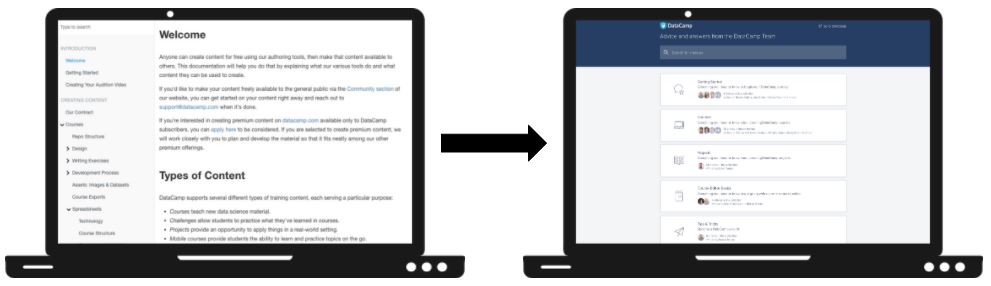 Type to search
INTRODUCTION
Welcome
Getting Started
Creating Your Audition Video
CREATING CONTENT
Our Contract
Courses
Repo Structure
Design
Writing Exercises
Development Process
Assets: Images & Datasets
Course Exports
Spreadsheets
Technology
Course Structure
Welcome
Anyone can create content for free using our authoring tools, then make that content available to
others. This documentation will help you do that by explaining what our various tools do and what
content they can be used to create.
If you'd like to make your content freely available to the general public via the Community section of
our website, you can get started on your content right away and reach out to
support@datacamp.com when it's done.
If you're interested in creating premium content on datacamp.com available only to DataCamp
subscribers, you can apply here to be considered. If you are selected to create premium content, we
will work closely with you to plan and develop the material so that it fits neatly among our other
premium offerings.
Types of Content
DataCamp supports several different types of training content, each serving a particular purpose:
• Courses teach new data science material.
• Challenges allow students to practice what they've learned in courses.
• Projects provide an opportunity to apply things in a real-world setting.
• Mobile courses provide students the ability to learn and practice topics on the go.
DataCamp
Advice and answers from the DataCamp Team
Getting Started
Projects
Course Editor Basics
Tips & Tricks